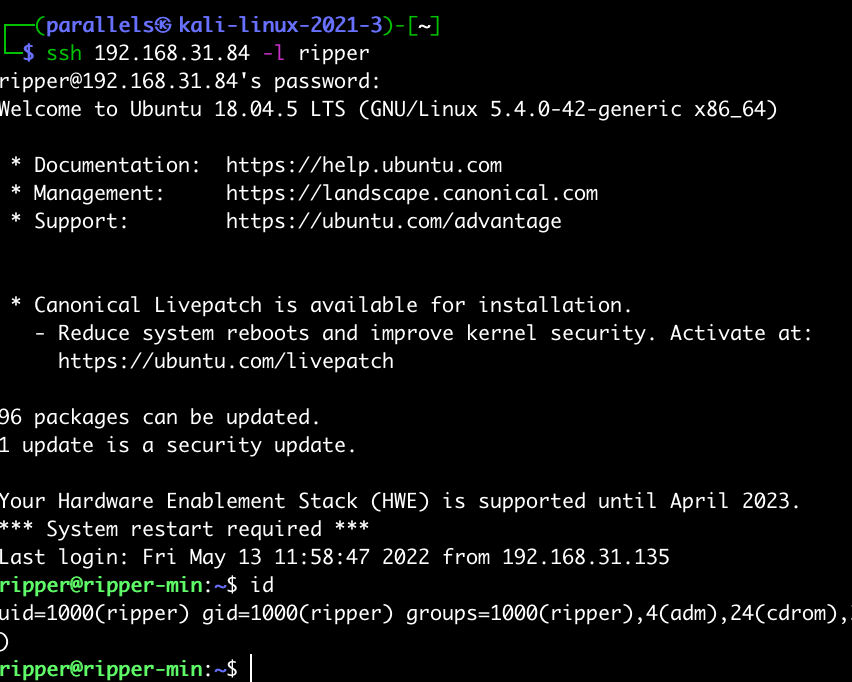 ┌──(parallels㉿kali-linux-2021-3)-[~]
└─$ ssh 192.168.31.84 -l ripper
ripper@192.168.31.84's password:
Welcome to Ubuntu 18.04.5 LTS (GNU/Linux 5.4.0-42-generic x86_64)
* Documentation:  https://help.ubuntu.com
* Management:     https://landscape.canonical.com
* Support:        https://ubuntu.com/advantage
* Canonical Livepatch is available for installation.
- Reduce system reboots and improve kernel security. Activate at:
https://ubuntu.com/livepatch
96 packages can be updated.
1 update is a security update.
Your Hardware Enablement Stack (HWE) is supported until April 2023.
*** System restart required ***
Last login: Fri May 13 11:58:47 2022 from 192.168.31.135
ripper@ripper-min:~$ id
uid=1000(ripper) gid=1000(ripper) groups=1000(ripper),4(adm),24(cdrom),
)
ripper@ripper-min:~$